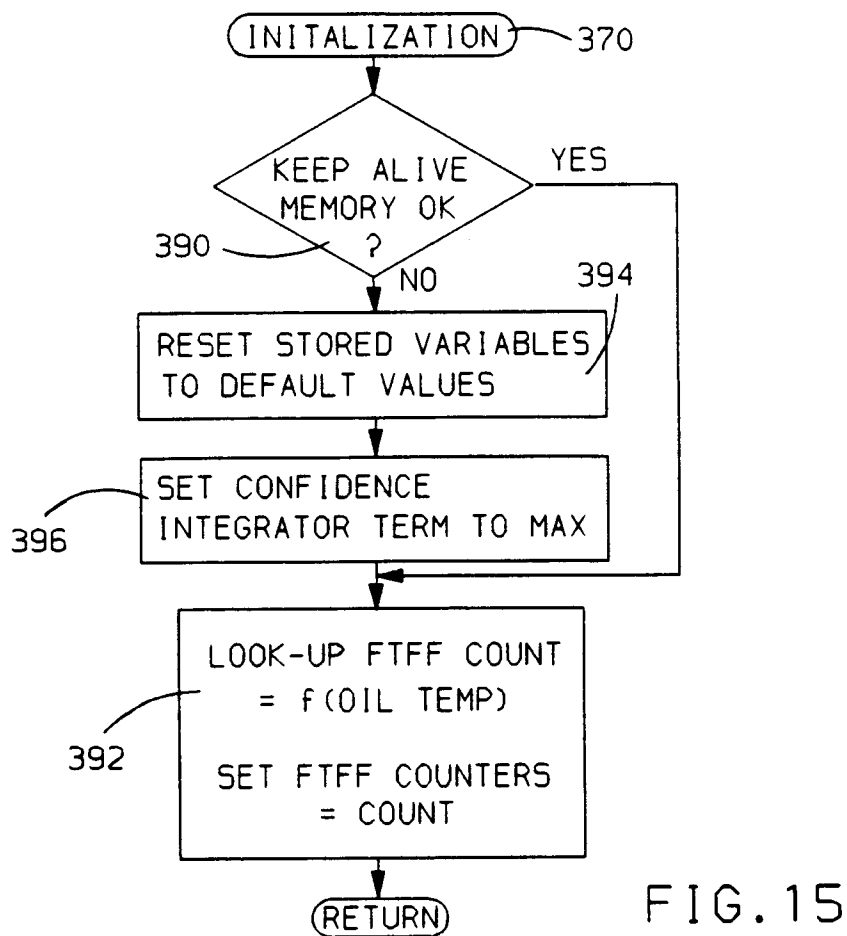 INITALIZATION
370
KEEP ALIVE
MEMORY OK
?
YES
390
NO
394
RESET STORED VARIABLES
TO DEFAULT VALUES
SET CONFIDENCE
INTEGRATOR TERM TO MAX
396
LOOK-UP FTFF COUNT
= f(OIL TEMP)
392
SET FTFF COUNTERS
= COUNT
RETURN
FIG.15